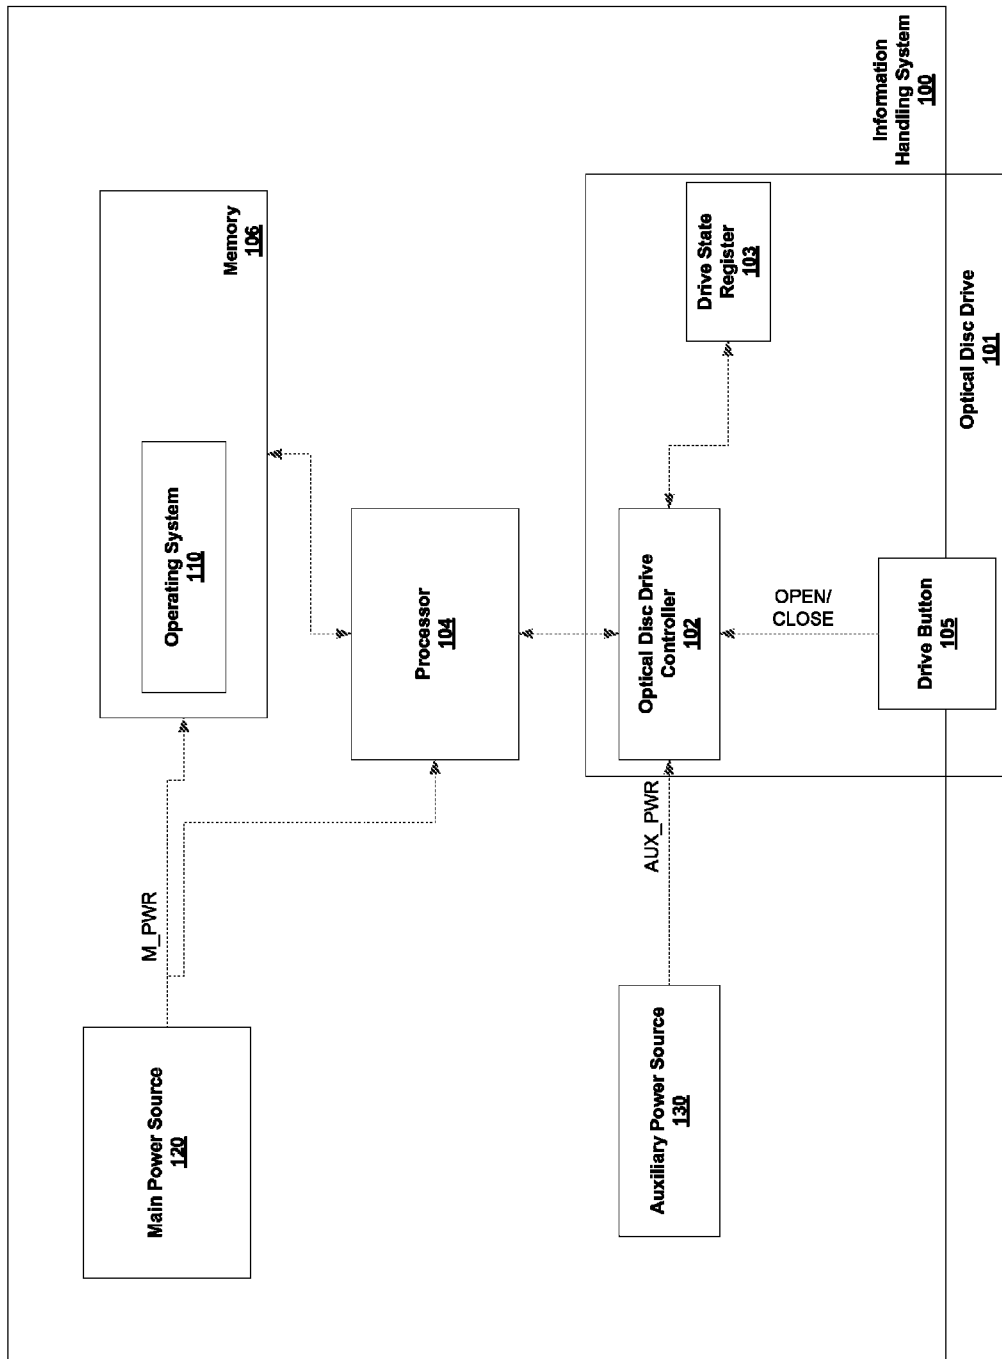 Main Power Source
120
M_PWR
Operating System
110
Memory
106
Processor
104
Auxiliary Power Source
130
AUX_PWR
Optical Disc Drive
Controller
102
Drive State
Register
103
OPEN/
CLOSE
Drive Button
105
Optical Disc Drive
101
Information
Handling System
100